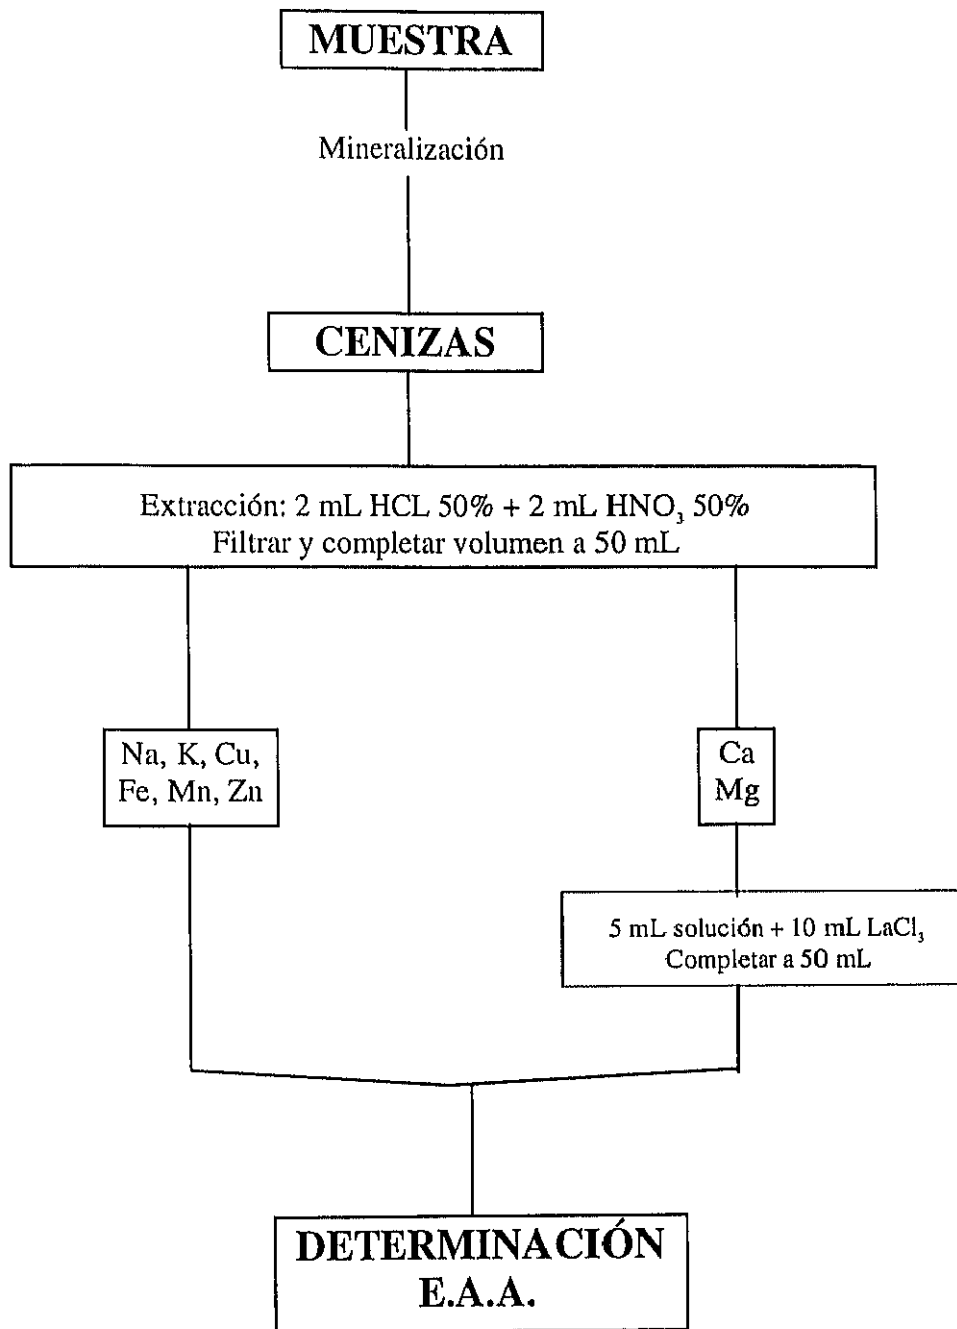 MUESTRA
Mineralización
CENIZAS
Extracción: 2 mL HCL 50% + 2 mL HNO₃ 50%
Filtrar y completar volumen a 50 mL
Na, K, Cu,
Fe, Mn, Zn
Ca
Mg
5 mL solución + 10 mL LaCl₃
Completar a 50 mL
DETERMINACIÓN
E.A.A.